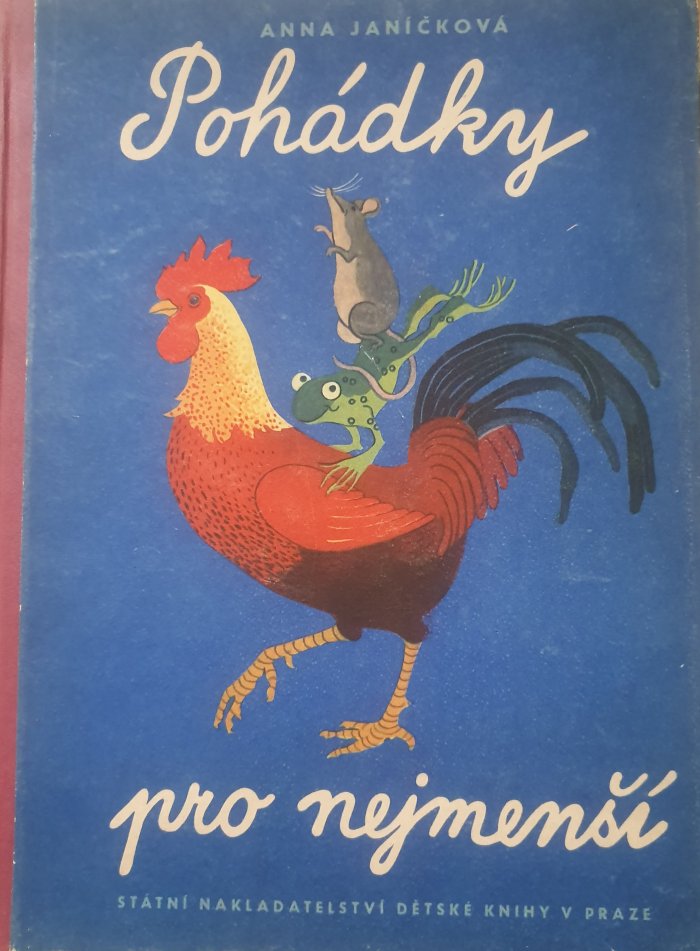 ANNA JANÍČKOVÁ
Pohádky
pro nejmenší
STÁTNÍ NAKLADATELSTVÍ DĚTSKÉ KNIHY V PRAZE